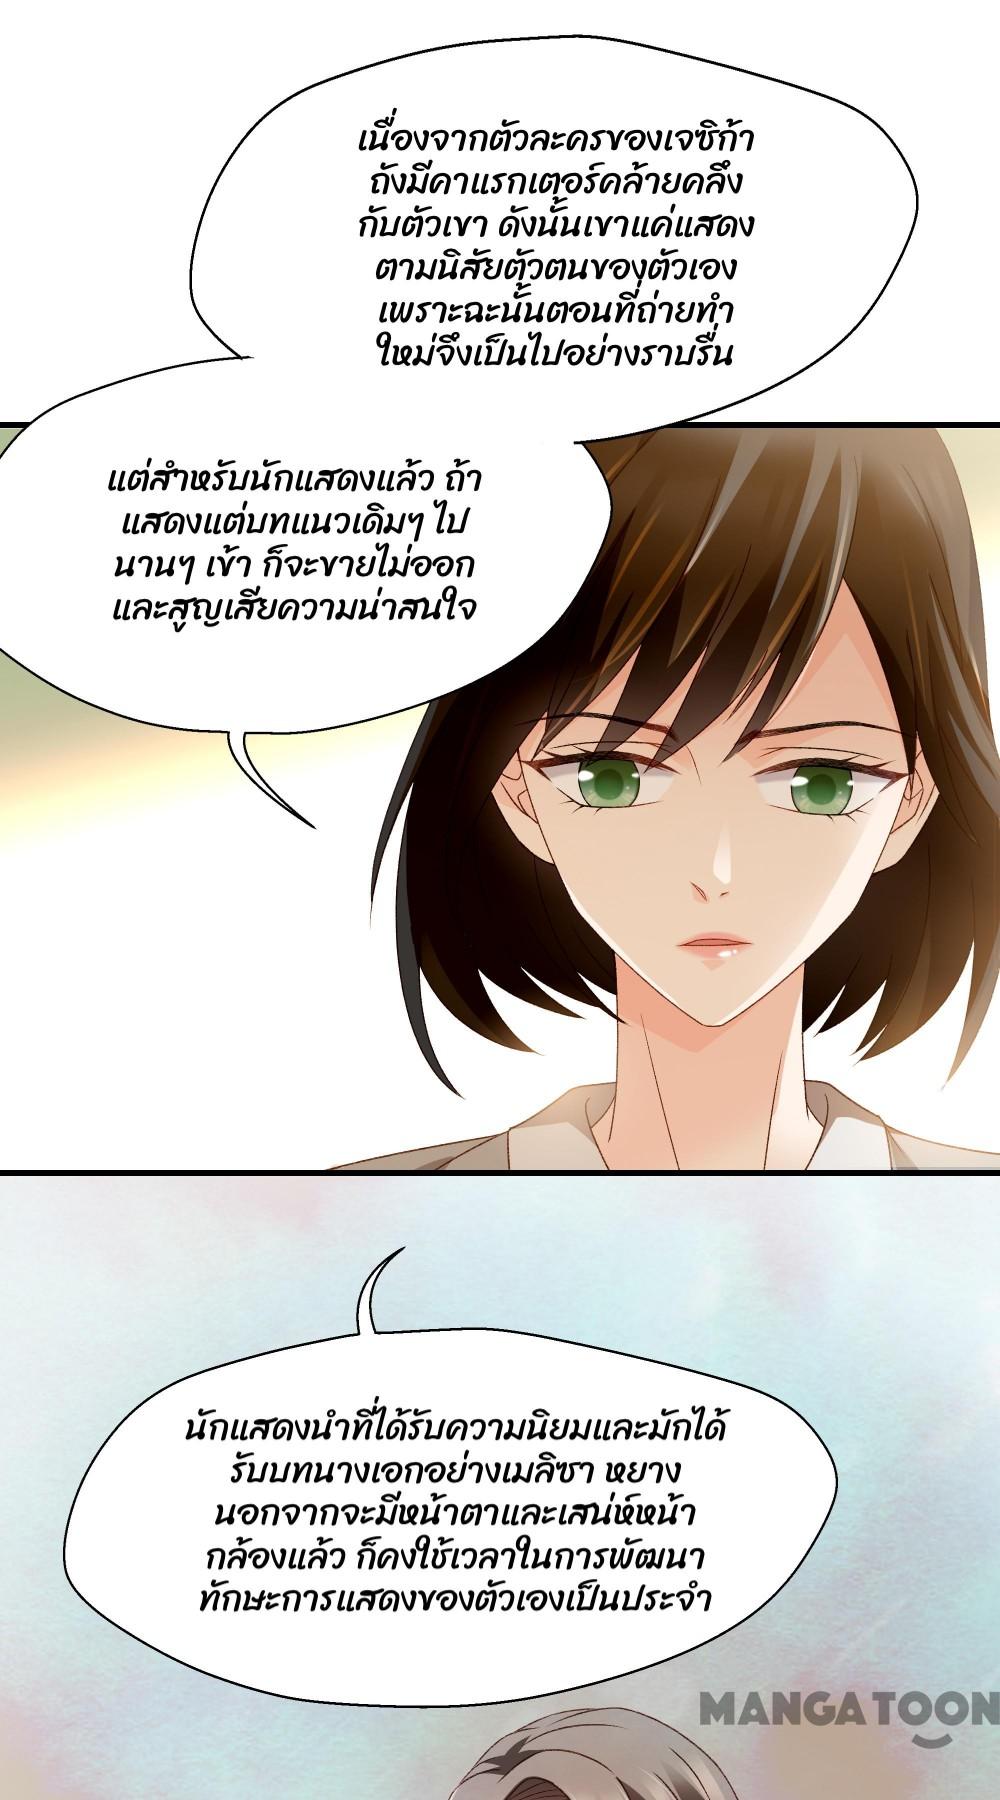 เนื่องจากตัวละครของเจซิก้า
ถังมีคาแรกเตอร์คล้ายคลึง
กับตัวเขา ดังนั้นเขาแค่แสดง
ตามนิสัยตัวตนของตัวเอง
เพราะฉะนั้นตอนที่ถ่ายทำ
ใหม่จึงเป็นไปอย่างราบรื่น
แต่สำหรับนักแสดงแล้ว ถ้า
แสดงแต่บทแนวเดิมๆ ไป
นานๆ เข้า ก็จะขายไม่ออก
และสูญเสียความน่าสนใจ
นักแสดงนำที่ได้รับความนิยมและมักได้
รับบทนางเอกอย่างเมลิซา หยาง
นอกจากจะมีหน้าตาและเสน่ห์หน้า
กล้องแล้ว ก็คงใช้เวลาในการพัฒนา
ทักษะการแสดงของตัวเองเป็นประจำ
MANGATOON